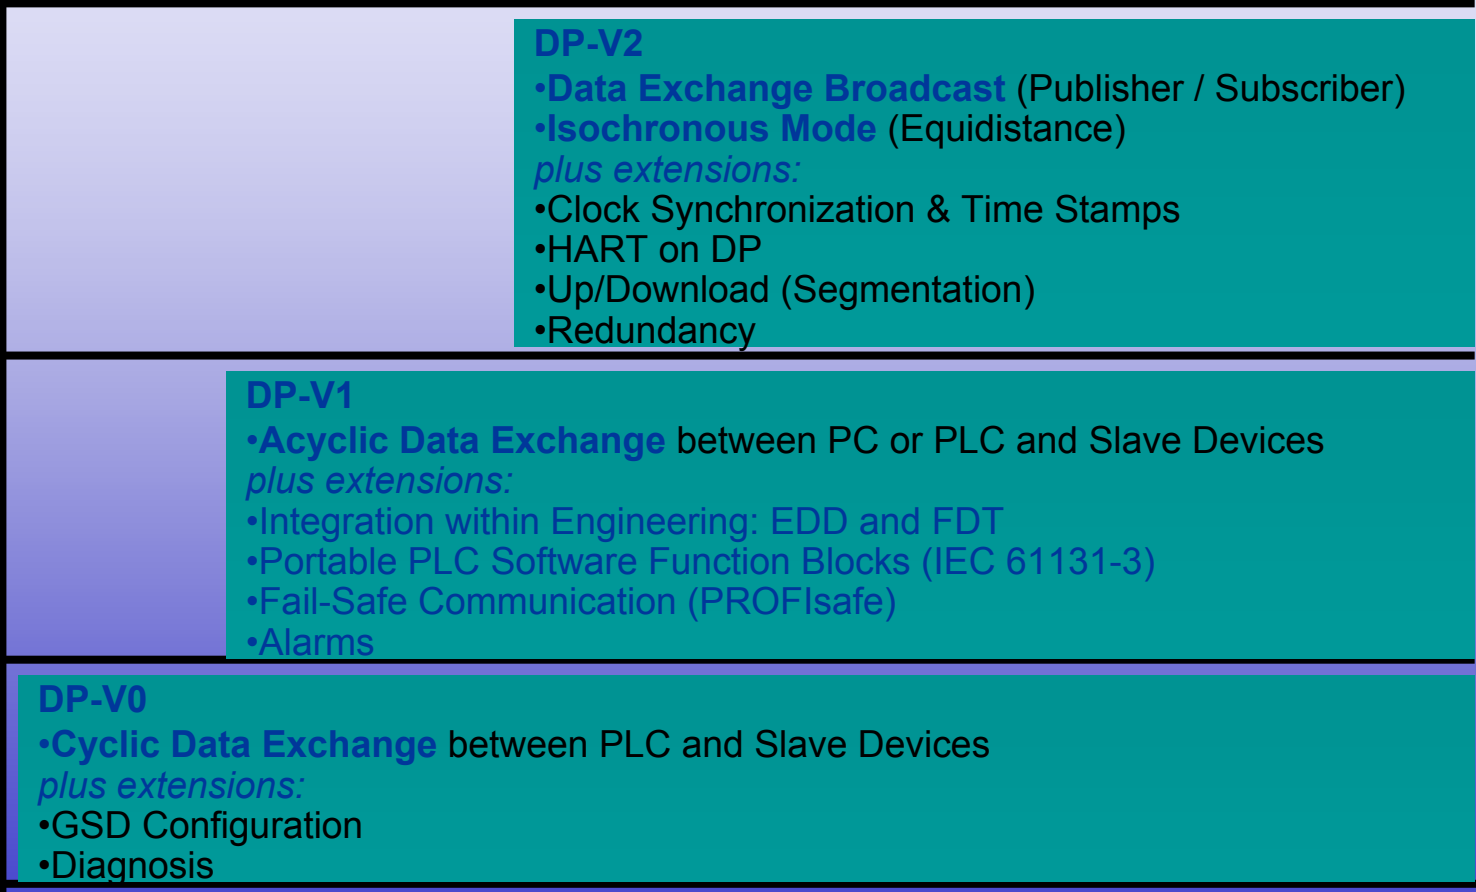 DP-V2
•Data Exchange Broadcast (Publisher / Subscriber)
•Isochronous Mode (Equidistance)
plus extensions:
•Clock Synchronization & Time Stamps
•HART on DP
•Up/Download (Segmentation)
•Redundancy
DP-V1
•Acyclic Data Exchange between PC or PLC and Slave Devices
plus extensions:
•Integration within Engineering: EDD and FDT
•Portable PLC Software Function Blocks (IEC 61131-3)
•Fail-Safe Communication (PROFIsafe)
•Alarms
DP-V0
•Cyclic Data Exchange between PLC and Slave Devices
plus extensions:
•GSD Configuration
•Diagnosis